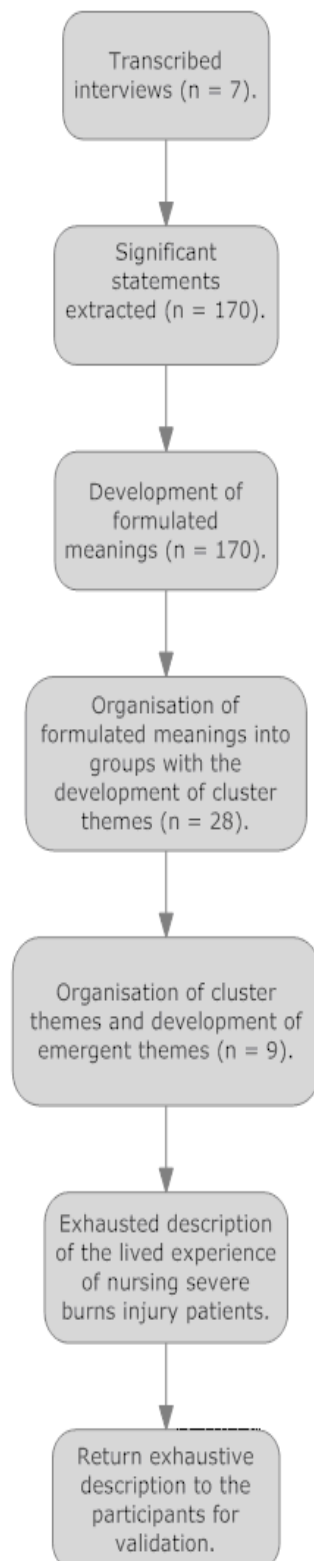 Transcribed
interviews (n = 7).
Significant
statements
extracted (n = 170).
Development of
formulated
meanings (n = 170).
Organisation of
formulated meanings into
groups with the
development of cluster
themes (n = 28).
Organisation of cluster
themes and development of
emergent themes (n = 9).
Exhausted description
of the lived experience
of nursing severe
burns injury patients.
Return exhaustive
description to the
participants for
validation.